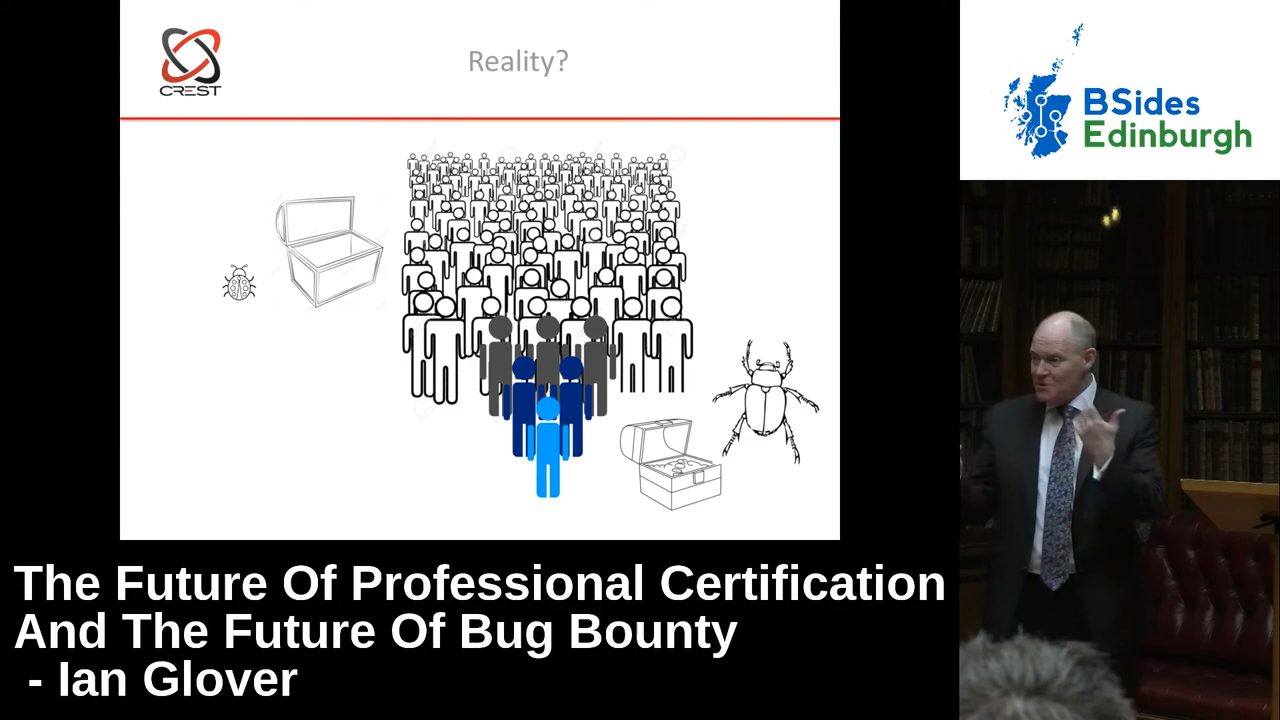 CREST
Reality?
BSides
Edinburgh
The Future Of Professional Certification
And The Future Of Bug Bounty
- Ian Glover